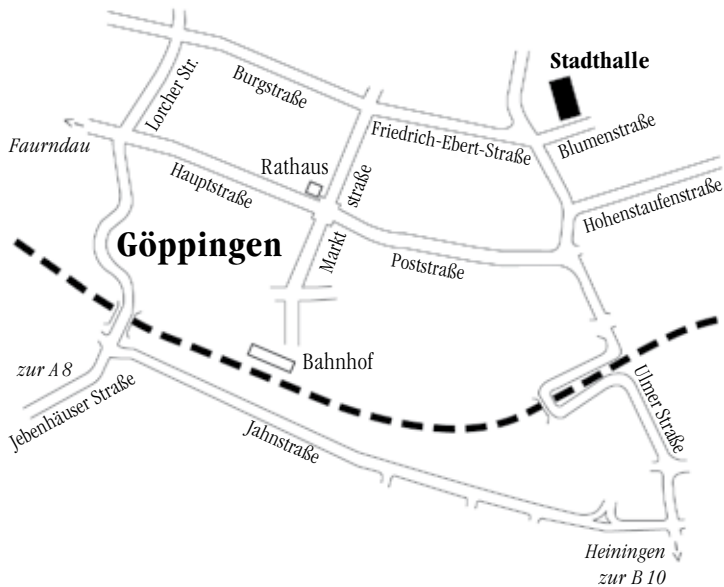 Stadthalle
Burgstraße
Lorcher Str.
Friedrich-Ebert-Straße
Blumenstraße
Faurndau
Rathaus
Hauptstraße
straße
Markt
Hohenstaufenstraße
Göppingen
Poststraße
Bahnhof
zur A 8
Jebenhäuser Straße
Ulmer Straße
Jahnstraße
Heiningen
zur B 10